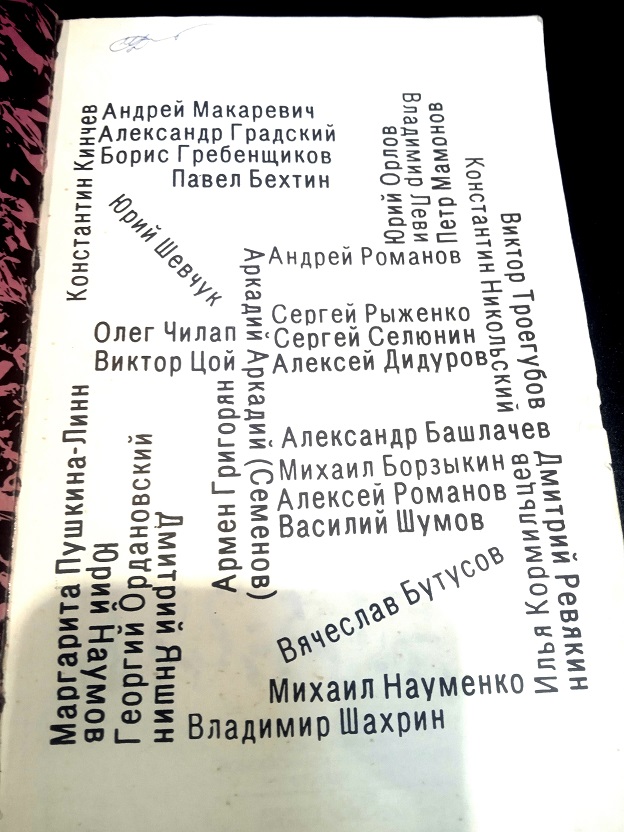 Константин Кинчев
Андрей Макаревич
Александр Градский
Борис Гребенщиков
Павел Бехтин
Юрий Шевчук
Юрий Орлов
Владимир Леви
Петр Мамонов
Константин Никольский
Виктор Троегубов
Андрей Романов
Аркадий Аркадий (Семенов)
Сергей Рыженко
Сергей Селюнин
Алексей Дидуров
Олег Чилап
Виктор Цой
Армен Григорян
Александр Башлачев
Михаил Борзыкин
Алексей Романов
Василий Шумов
Маргарита Пушкина-Линн
Юрий Наумов
Георгий Ордановский
Дмитрий Яншин
Илья Кормильцев
Дмитрий Ревякин
Вячеслав Бутусов
Михаил Науменко
Владимир Шахрин